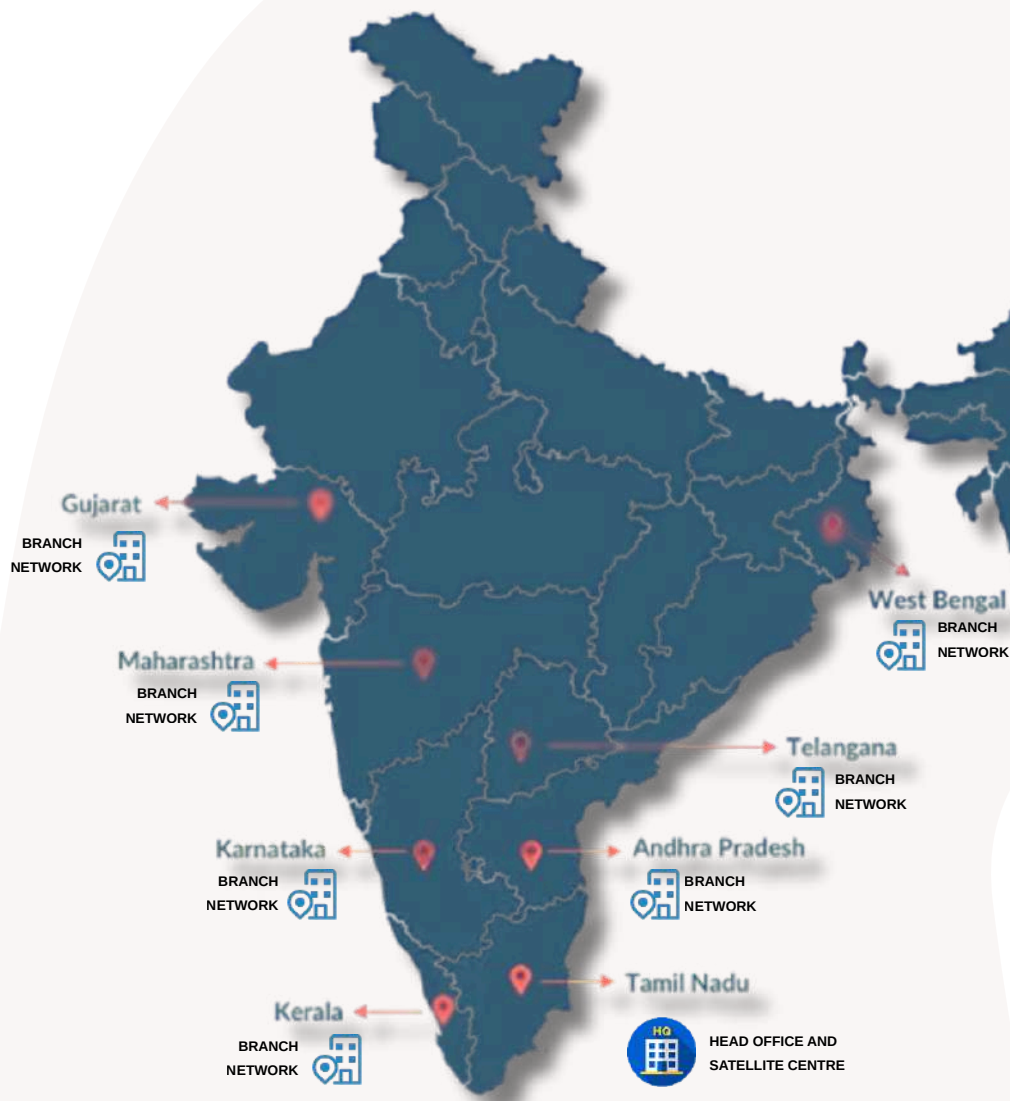 Gujarat
BRANCH
NETWORK
West Bengal
BRANCH
NETWORK
Maharashtra
BRANCH
NETWORK
Telangana
BRANCH
NETWORK
Karnataka
BRANCH
NETWORK
Andhra Pradesh
BRANCH
NETWORK
Tamil Nadu
HQ
HEAD OFFICE AND
SATELLITE CENTRE
Kerala
BRANCH
NETWORK